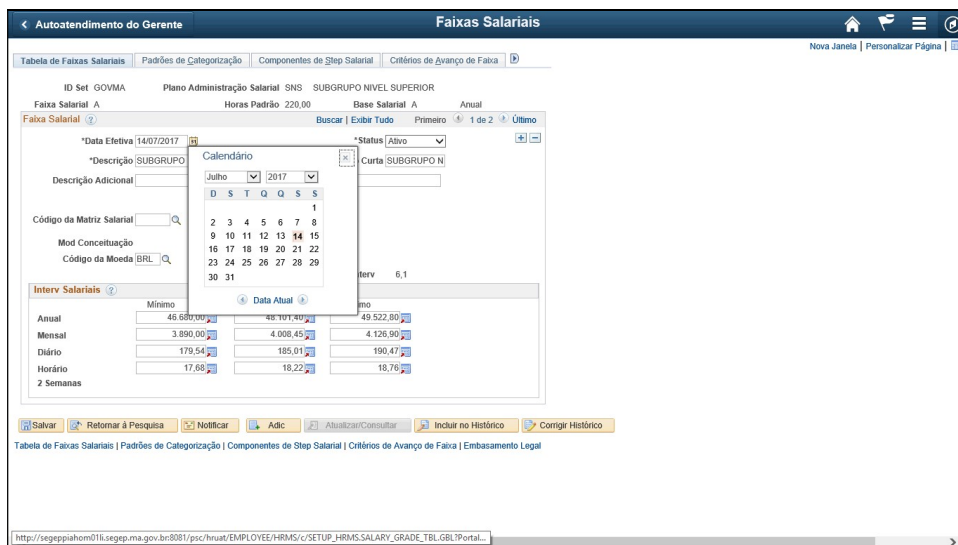 Autoatendimento do Gerente
Faixas Salariais
Nova Janela | Personalizar Página |
Tabela de Faixas Salariais Padrões de Categorização Componentes de Step Salarial Critérios de Avanço de Faixa
ID Set GOVMA Plano Administração Salarial SNS SUBGRUPO NIVEL SUPERIOR
Faixa Salarial A Horas Padrão 220,00 Base Salarial A Anual
Faixa Salarial Buscar | Exibir Tudo Primeiro 1 de 2 Último
*Data Efetiva 14/07/2017 *Status Ativo
*Descrição SUBGRUPO Curta SUBGRUPO N
Descrição Adicional
Código da Matriz Salarial
Mod Conceituação
Código da Moeda BRL
Interv 6,1
Calendário
Julho 2017
D S T Q Q S S
1
2 3 4 5 6 7 8
9 10 11 12 13 14 15
16 17 18 19 20 21 22
23 24 25 26 27 28 29
30 31
Data Atual
Interv Salariais
Mínimo
Anual 46.680,00 48.101,40 49.522,80
Mensal 3.890,00 4.008,45 4.126,90
Diário 179,54 185,01 190,47
Horário 17,68 18,22 18,76
2 Semanas
Salvar Retornar à Pesquisa Notificar Adic Atualizar/Consultar Incluir no Histórico Corrigir Histórico
Tabela de Faixas Salariais | Padrões de Categorização | Componentes de Step Salarial | Critérios de Avanço de Faixa | Embasamento Legal
http://segeppiahom01li.segep.ma.gov.br:8081/psc/hruat/EMPLOYEE/HRMS/c/SETUP_HRMS.SALARY_GRADE_TBL.GBL?Portal...